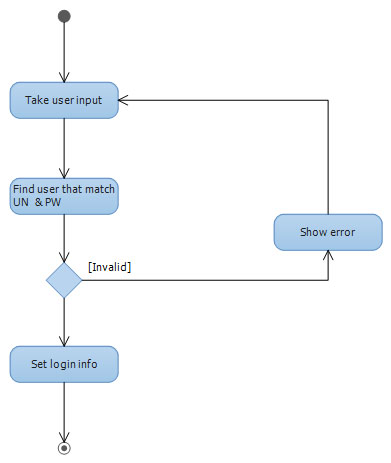 Take user input
Find user that match
UN & PW
Show error
[Invalid]
Set login info